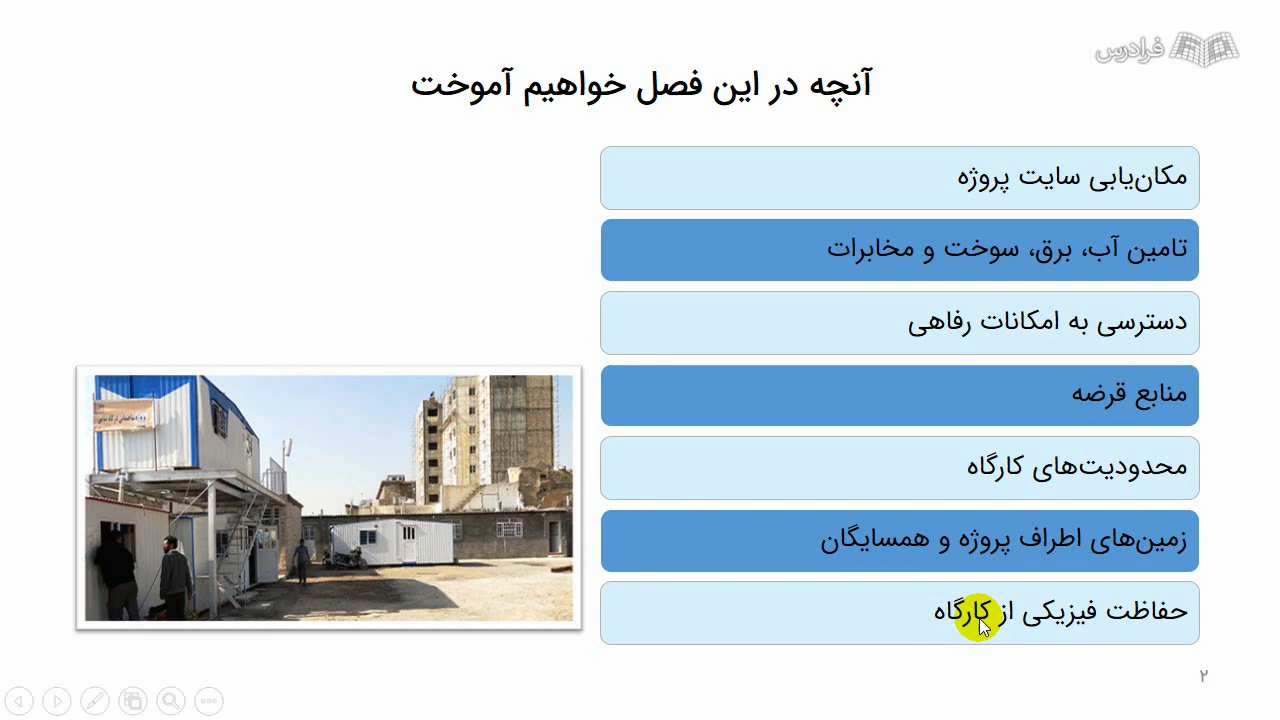 فرادرس
آنچه در این فصل خواهیم آموخت
مکان‌یابی سایت پروژه
تامین آب، برق، سوخت و مخابرات
دسترسی به امکانات رفاهی
منابع قرضه
محدودیت‌های کارگاه
زمین‌های اطراف پروژه و همسایگان
حفاظت فیزیکی از کارگاه
۲